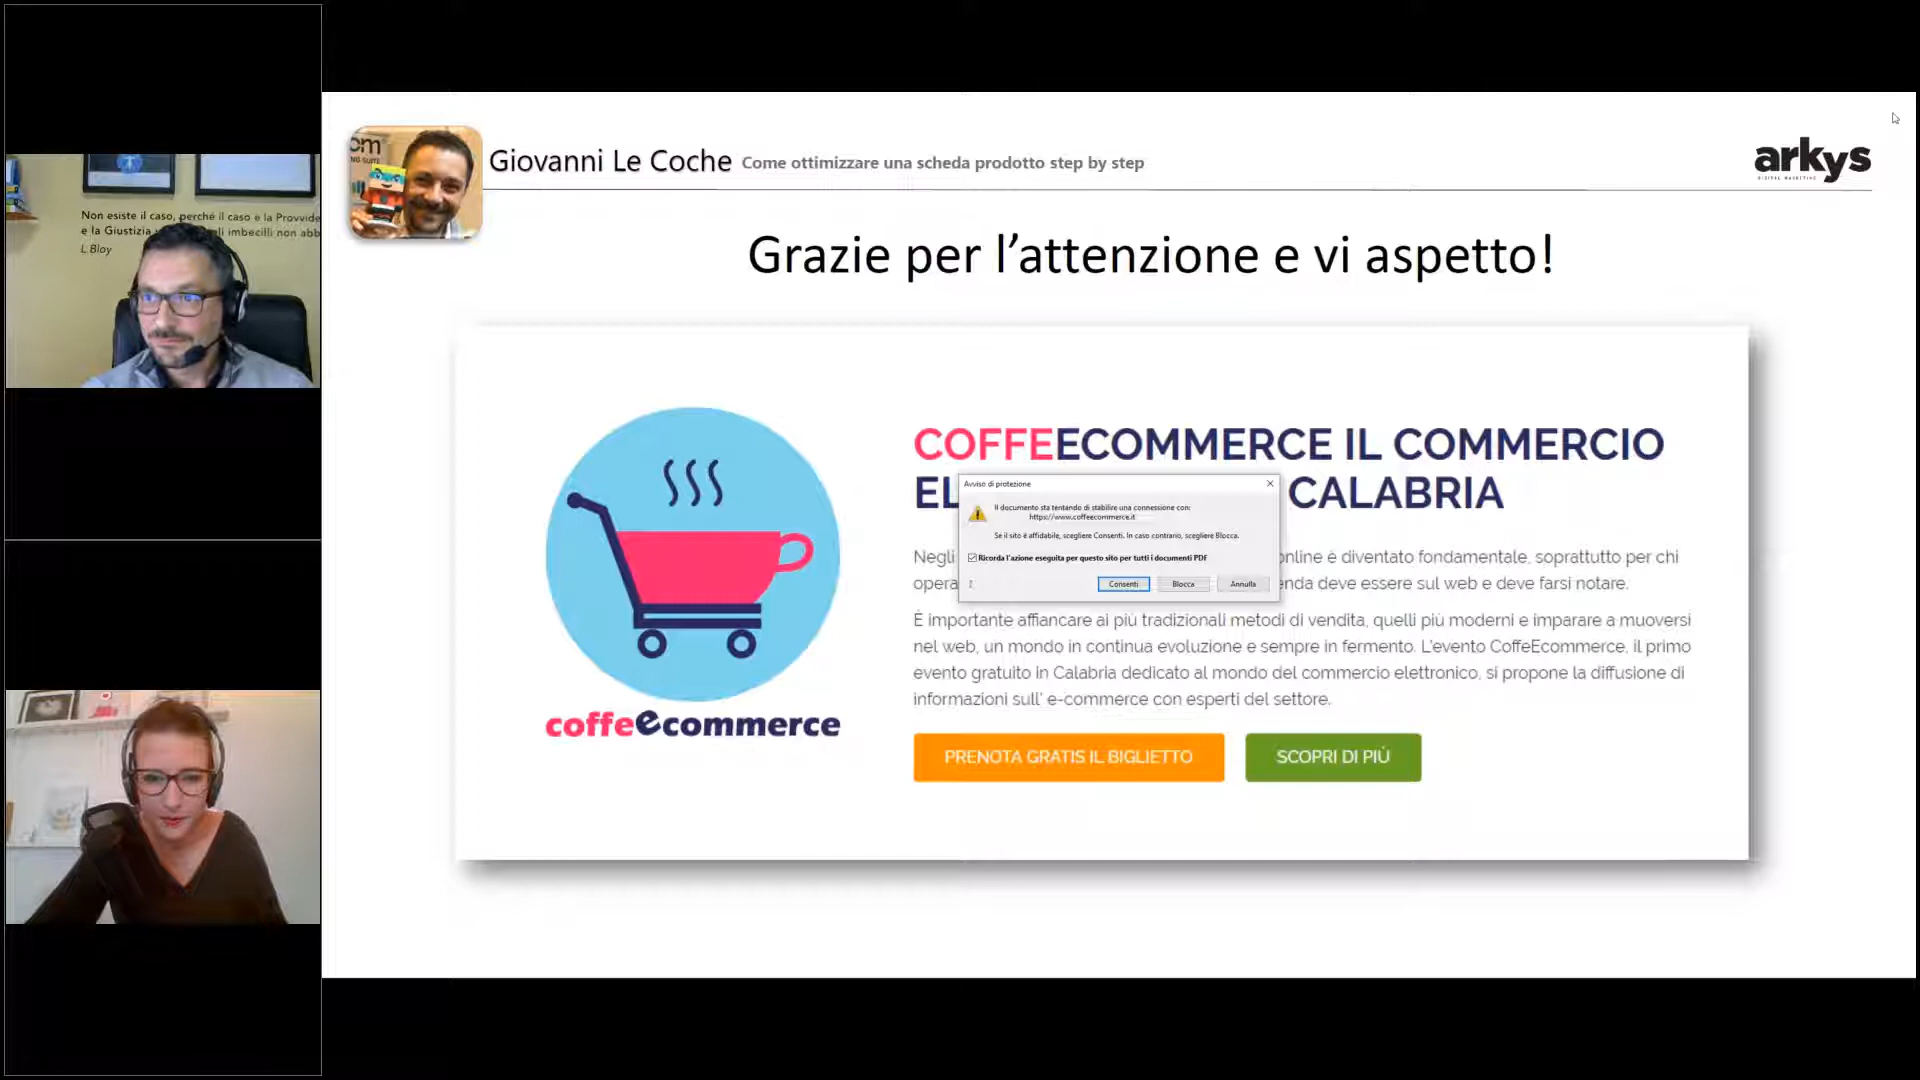 Non esiste il caso, perché il caso e la Provvide
e la Giustizia li imbecilli non abb
L. Bloy
om
NG SUITE
Giovanni Le Coche Come ottimizzare una scheda prodotto step by step
arkys
DIGITAL MARKETING
Grazie per l’attenzione e vi aspetto!
coffeecommerce
COFFEECOMMERCE IL COMMERCIO
EL CALABRIA
Negli online è diventato fondamentale, soprattutto per chi
opera enda deve essere sul web e deve farsi notare.
È importante affiancare ai più tradizionali metodi di vendita, quelli più moderni e imparare a muoversi
nel web, un mondo in continua evoluzione e sempre in fermento. L'evento CoffeEcommerce, il primo
evento gratuito in Calabria dedicato al mondo del commercio elettronico, si propone la diffusione di
informazioni sull' e-commerce con esperti del settore.
PRENOTA GRATIS IL BIGLIETTO SCOPRI DI PIÙ
Avviso di protezione
Il documento sta tentando di stabilire una connessione con:
https://www.coffeecommerce.it
Se il sito è affidabile, scegliere Consenti. In caso contrario, scegliere Blocca.
Ricorda l'azione eseguita per questo sito per tutti i documenti PDF
Consenti Blocca Annulla